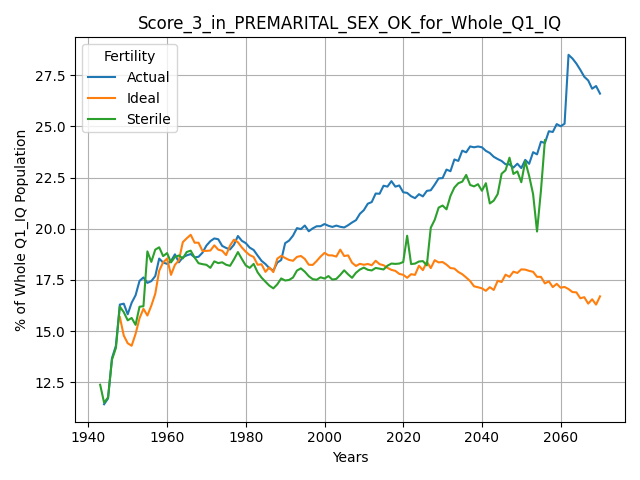 Score_3_in_PREMARITAL_SEX_OK_for_Whole_Q1_IQ
Fertility
Actual
Ideal
Sterile
% of Whole Q1_IQ Population
27.5
25.0
22.5
20.0
17.5
15.0
12.5
1940 1960 1980 2000 2020 2040 2060
Years